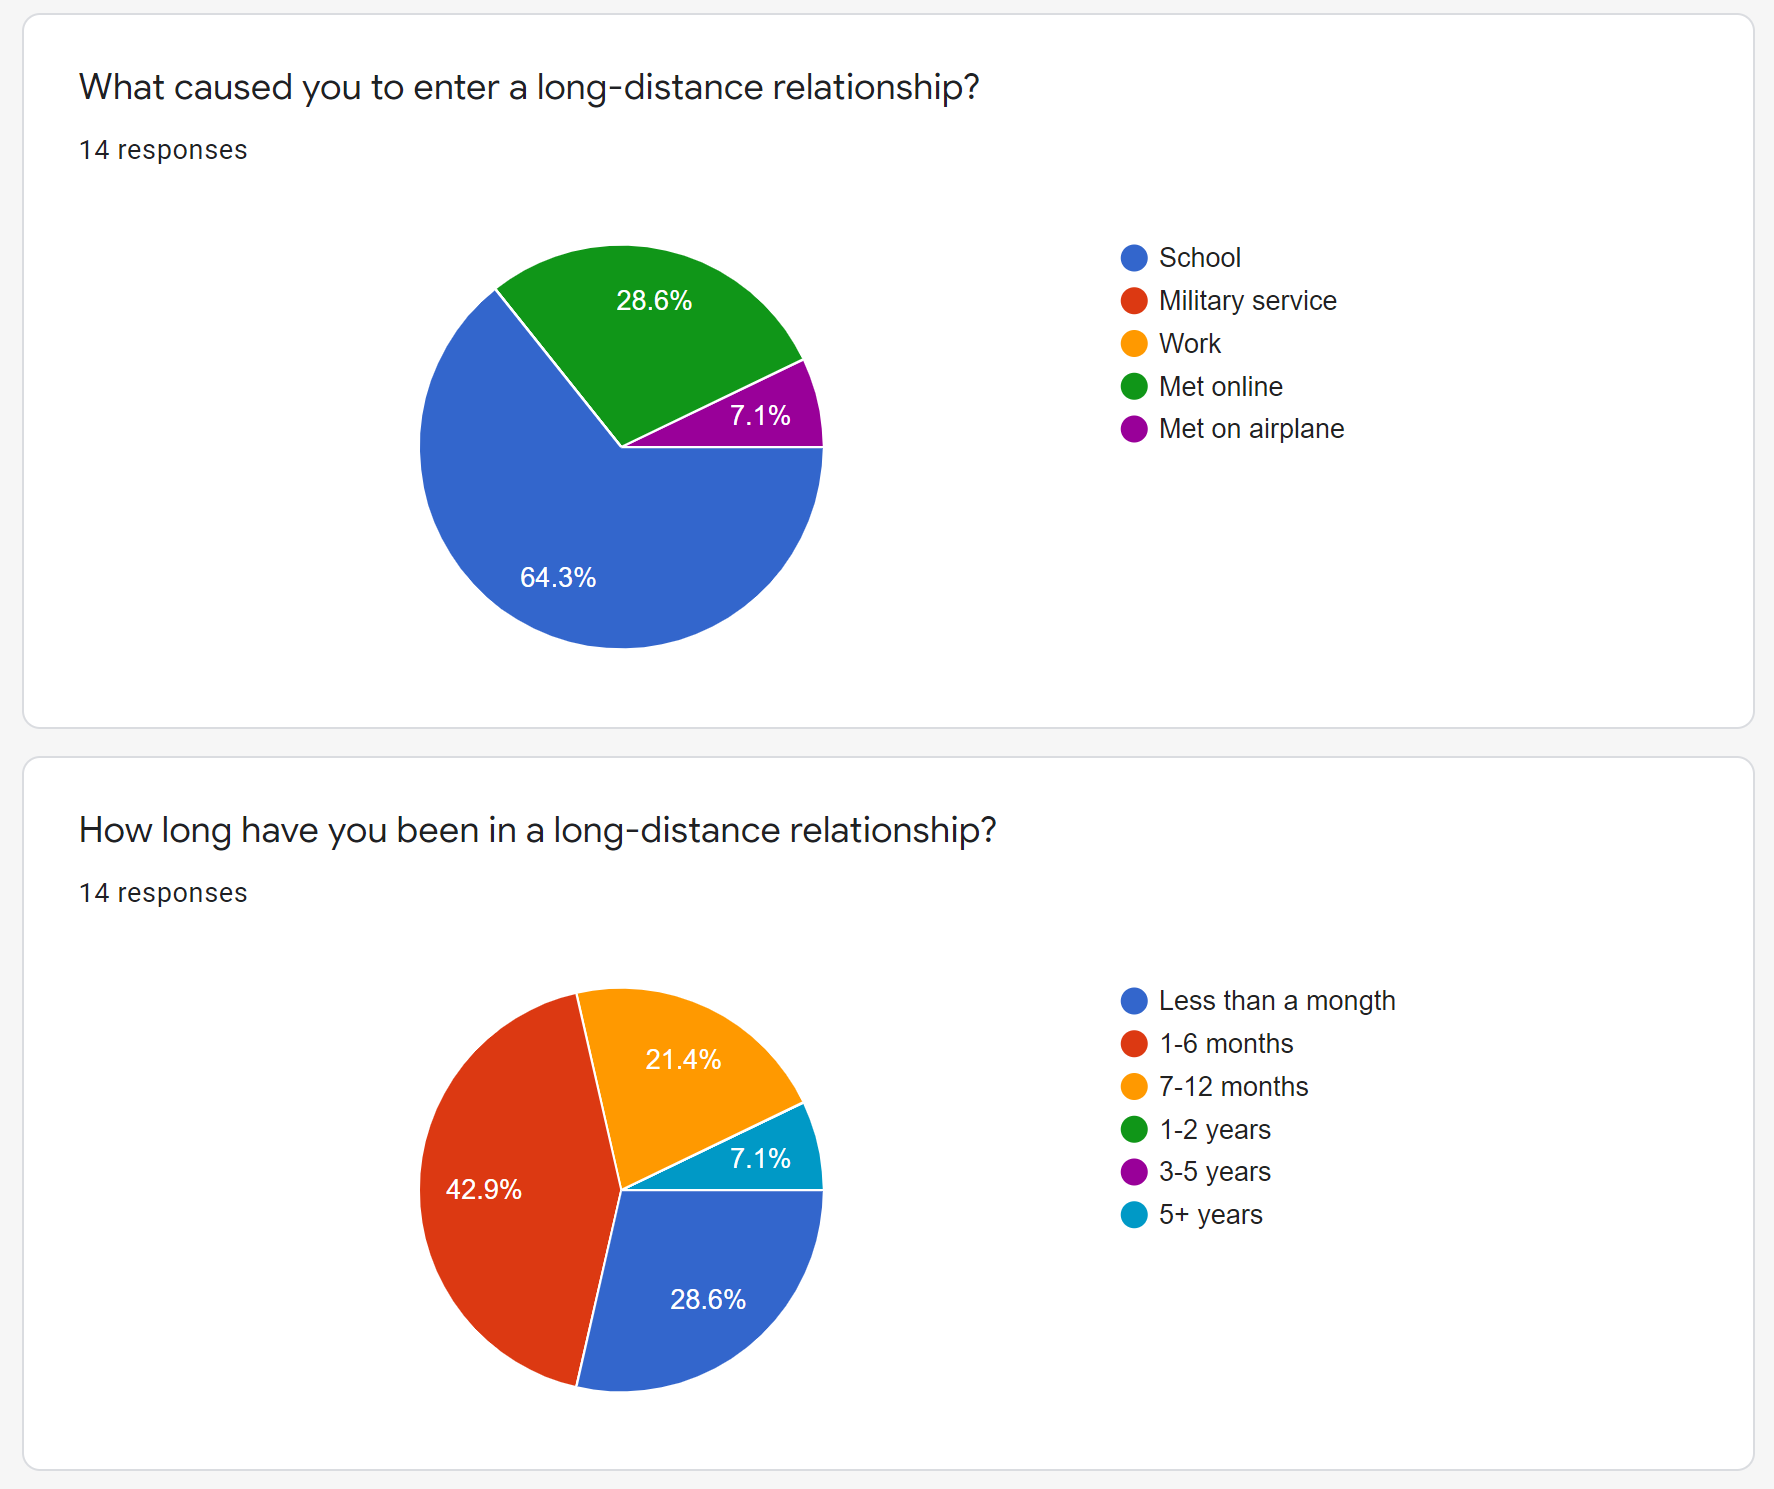 What caused you to enter a long-distance relationship?
14 responses
28.6%
7.1%
64.3%
School
Military service
Work
Met online
Met on airplane
How long have you been in a long-distance relationship?
14 responses
21.4%
7.1%
42.9%
28.6%
Less than a mongth
1-6 months
7-12 months
1-2 years
3-5 years
5+ years